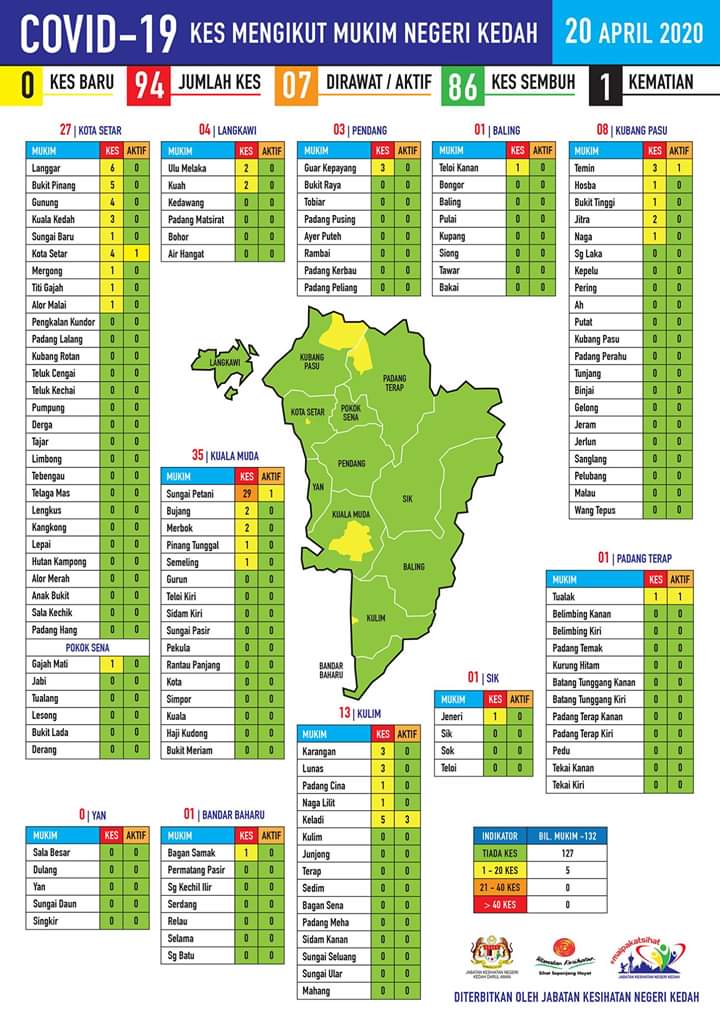 COVID-19 KES MENGIKUT MUKIM NEGERI KEDAH 20 APRIL 2020
0 KES BARU 94 JUMLAH KES 07 DIRAWAT / AKTIF 86 KES SEMBUH 1 KEMATIAN
27 | KOTA SETAR
MUKIM KES AKTIF
Langgar 6 0
Bukit Pinang 5 0
Gunung 4 0
Kuala Kedah 3 0
Sungai Baru 1 0
Kota Setar 4 1
Mergong 1 0
Titi Gajah 1 0
Alor Malai 1 0
Pengkalan Kundor 0 0
Padang Lalang 0 0
Kubang Rotan 0 0
Teluk Cengai 0 0
Teluk Kechai 0 0
Pumpung 0 0
Derga 0 0
Tajar 0 0
Limbong 0 0
Tebengau 0 0
Telaga Mas 0 0
Lengkus 0 0
Kangkong 0 0
Lepai 0 0
Hutan Kampong 0 0
Alor Merah 0 0
Anak Bukit 0 0
Sala Kechik 0 0
Padang Hang 0 0
POKOK SENA
Gajah Mati 1 0
Jabi 0 0
Tualang 0 0
Lesong 0 0
Bukit Lada 0 0
Derang 0 0
04 | LANGKAWI
MUKIM KES AKTIF
Ulu Melaka 2 0
Kuah 2 0
Kedawang 0 0
Padang Matsirat 0 0
Bohor 0 0
Air Hangat 0 0
03 | PENDANG
MUKIM KES AKTIF
Guar Kepayang 3 0
Bukit Raya 0 0
Tobiar 0 0
Padang Pusing 0 0
Ayer Puteh 0 0
Rambai 0 0
Padang Kerbau 0 0
Padang Peliang 0 0
01 | BALING
MUKIM KES AKTIF
Teloi Kanan 1 0
Bongor 0 0
Baling 0 0
Pulai 0 0
Kupang 0 0
Siong 0 0
Tawar 0 0
Bakai 0 0
08 | KUBANG PASU
MUKIM KES AKTIF
Temin 3 1
Hosba 1 0
Bukit Tinggi 1 0
Jitra 2 0
Naga 1 0
Sg Laka 0 0
Kepelu 0 0
Pering 0 0
Ah 0 0
Putat 0 0
Kubang Pasu 0 0
Padang Perahu 0 0
Tunjang 0 0
Binjai 0 0
Gelong 0 0
Jeram 0 0
Jerlun 0 0
Sanglang 0 0
Pelubang 0 0
Malau 0 0
Wang Tepus 0 0
LANGKAWI
KUBANG PASU
PADANG TERAP
KOTA SETAR
POKOK SENA
PENDANG
YAN
SIK
KUALA MUDA
BALING
KULIM
BANDAR BAHARU
35 | KUALA MUDA
MUKIM KES AKTIF
Sungai Petani 29 1
Bujang 2 0
Merbok 2 0
Pinang Tunggal 1 0
Semeling 1 0
Gurun 0 0
Teloi Kiri 0 0
Sidam Kiri 0 0
Sungai Pasir 0 0
Pekula 0 0
Rantau Panjang 0 0
Kota 0 0
Simpor 0 0
Kuala 0 0
Haji Kudong 0 0
Bukit Meriam 0 0
01 | PADANG TERAP
MUKIM KES AKTIF
Tualak 1 1
Belimbing Kanan 0 0
Belimbing Kiri 0 0
Padang Temak 0 0
Kurung Hitam 0 0
Batang Tunggang Kanan 0 0
Batang Tunggang Kiri 0 0
Padang Terap Kanan 0 0
Padang Terap Kiri 0 0
Pedu 0 0
Tekai Kanan 0 0
Tekai Kiri 0 0
01 | SIK
MUKIM KES AKTIF
Jeneri 1 0
Sik 0 0
Sok 0 0
Teloi 0 0
13 | KULIM
MUKIM KES AKTIF
Karangan 3 0
Lunas 3 0
Padang Cina 1 0
Naga Lilit 1 0
Keladi 5 3
Kulim 0 0
Junjong 0 0
Terap 0 0
Sedim 0 0
Bagan Sena 0 0
Padang Meha 0 0
Sidam Kanan 0 0
Sungai Seluang 0 0
Sungai Ular 0 0
Mahang 0 0
0 | YAN
MUKIM KES AKTIF
Sala Besar 0 0
Dulang 0 0
Yan 0 0
Sungai Daun 0 0
Singkir 0 0
01 | BANDAR BAHARU
MUKIM KES AKTIF
Bagan Samak 1 0
Permatang Pasir 0 0
Sg Kechil Ilir 0 0
Serdang 0 0
Relau 0 0
Selama 0 0
Sg Batu 0 0
INDIKATOR BIL. MUKIM -132
TIADA KES 127
1 - 20 KES 5
21 - 40 KES 0
> 40 KES 0
JABATAN KESIHATAN NEGERI
KEDAH DARUL AMAN
Amalkan Kesihatan
Sihat Sepanjang Hayat
#maipakatsihat
JABATAN KESIHATAN NEGERI KEDAH
DITERBITKAN OLEH JABATAN KESIHATAN NEGERI KEDAH